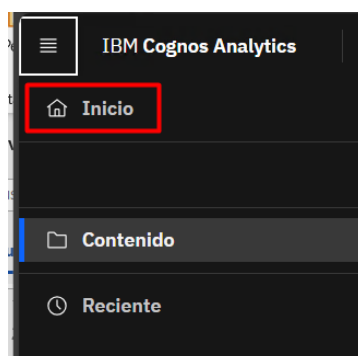 IBM Cognos Analytics
Inicio
Contenido
Reciente